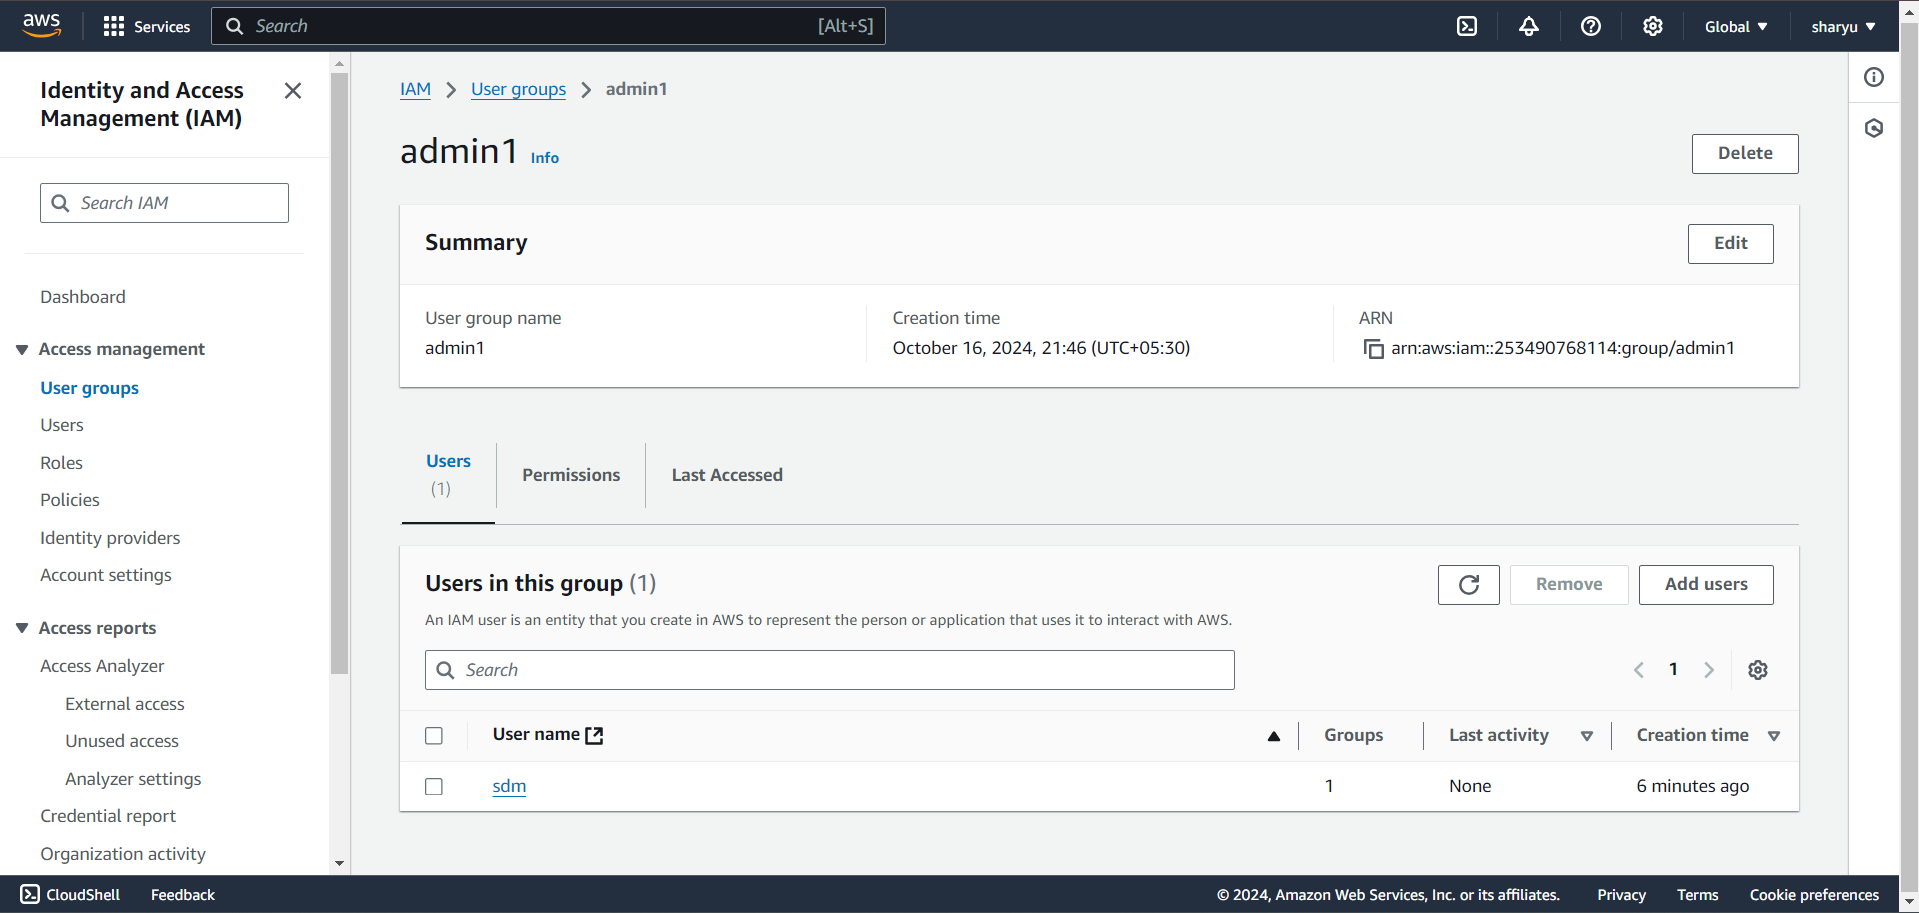 aws
Services
Search
[Alt+S]
Global
sharyu
Identity and Access
Management (IAM)
Search IAM
Dashboard
Access management
User groups
Users
Roles
Policies
Identity providers
Account settings
Access reports
Access Analyzer
External access
Unused access
Analyzer settings
Credential report
Organization activity
IAM > User groups > admin1
admin1 Info
Delete
Summary
Edit
User group name
admin1
Creation time
October 16, 2024, 21:46 (UTC+05:30)
ARN
arn:aws:iam::253490768114:group/admin1
Users
(1)
Permissions
Last Accessed
Users in this group (1)
Remove
Add users
An IAM user is an entity that you create in AWS to represent the person or application that uses it to interact with AWS.
Search
1
User name
Groups
Last activity
Creation time
sdm
1
None
6 minutes ago
CloudShell
Feedback
© 2024, Amazon Web Services, Inc. or its affiliates.
Privacy
Terms
Cookie preferences